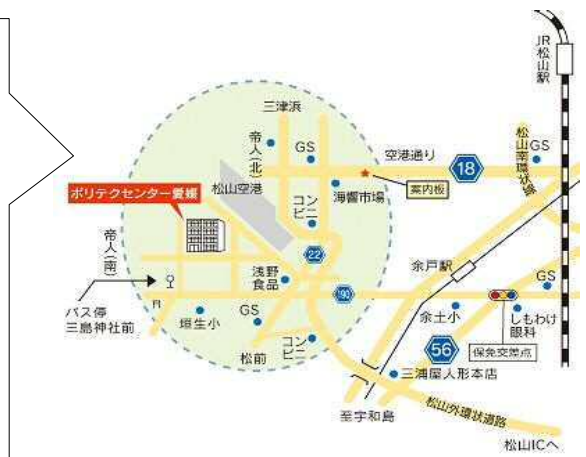 JR松山駅
三津浜
帝人(北)
GS
空港通り
18
松山南環状線
GS
松山空港
案内板
ポリテクセンター愛媛
コンビニ
海響市場
帝人(南)
22
余戸駅
浅野
食品
190
GS
バス停
三島神社前
垣生小
GS
余土小
しもわけ
眼科
コンビニ
56
保免交差点
松前
三浦屋人形本店
至宇和島
松山外環状道路
松山ICへ